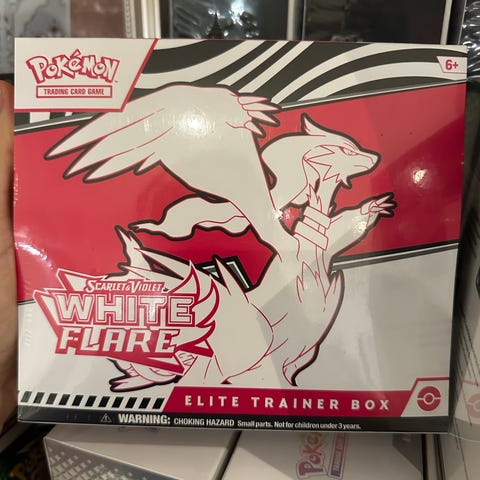 POKéMON
TRADING CARD GAME
6+
SCARLET & VIOLET
WHITE
FLARE
ELITE TRAINER BOX
WARNING: CHOKING HAZARD Small parts. Not for children under 3 years.
POKéMON